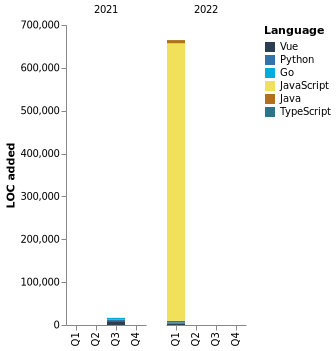 2021 2022
Language
Vue
Python
Go
JavaScript
Java
TypeScript
LOC added
700,000
600,000
500,000
400,000
300,000
200,000
100,000
0
Q1 Q2 Q3 Q4 Q1 Q2 Q3 Q4